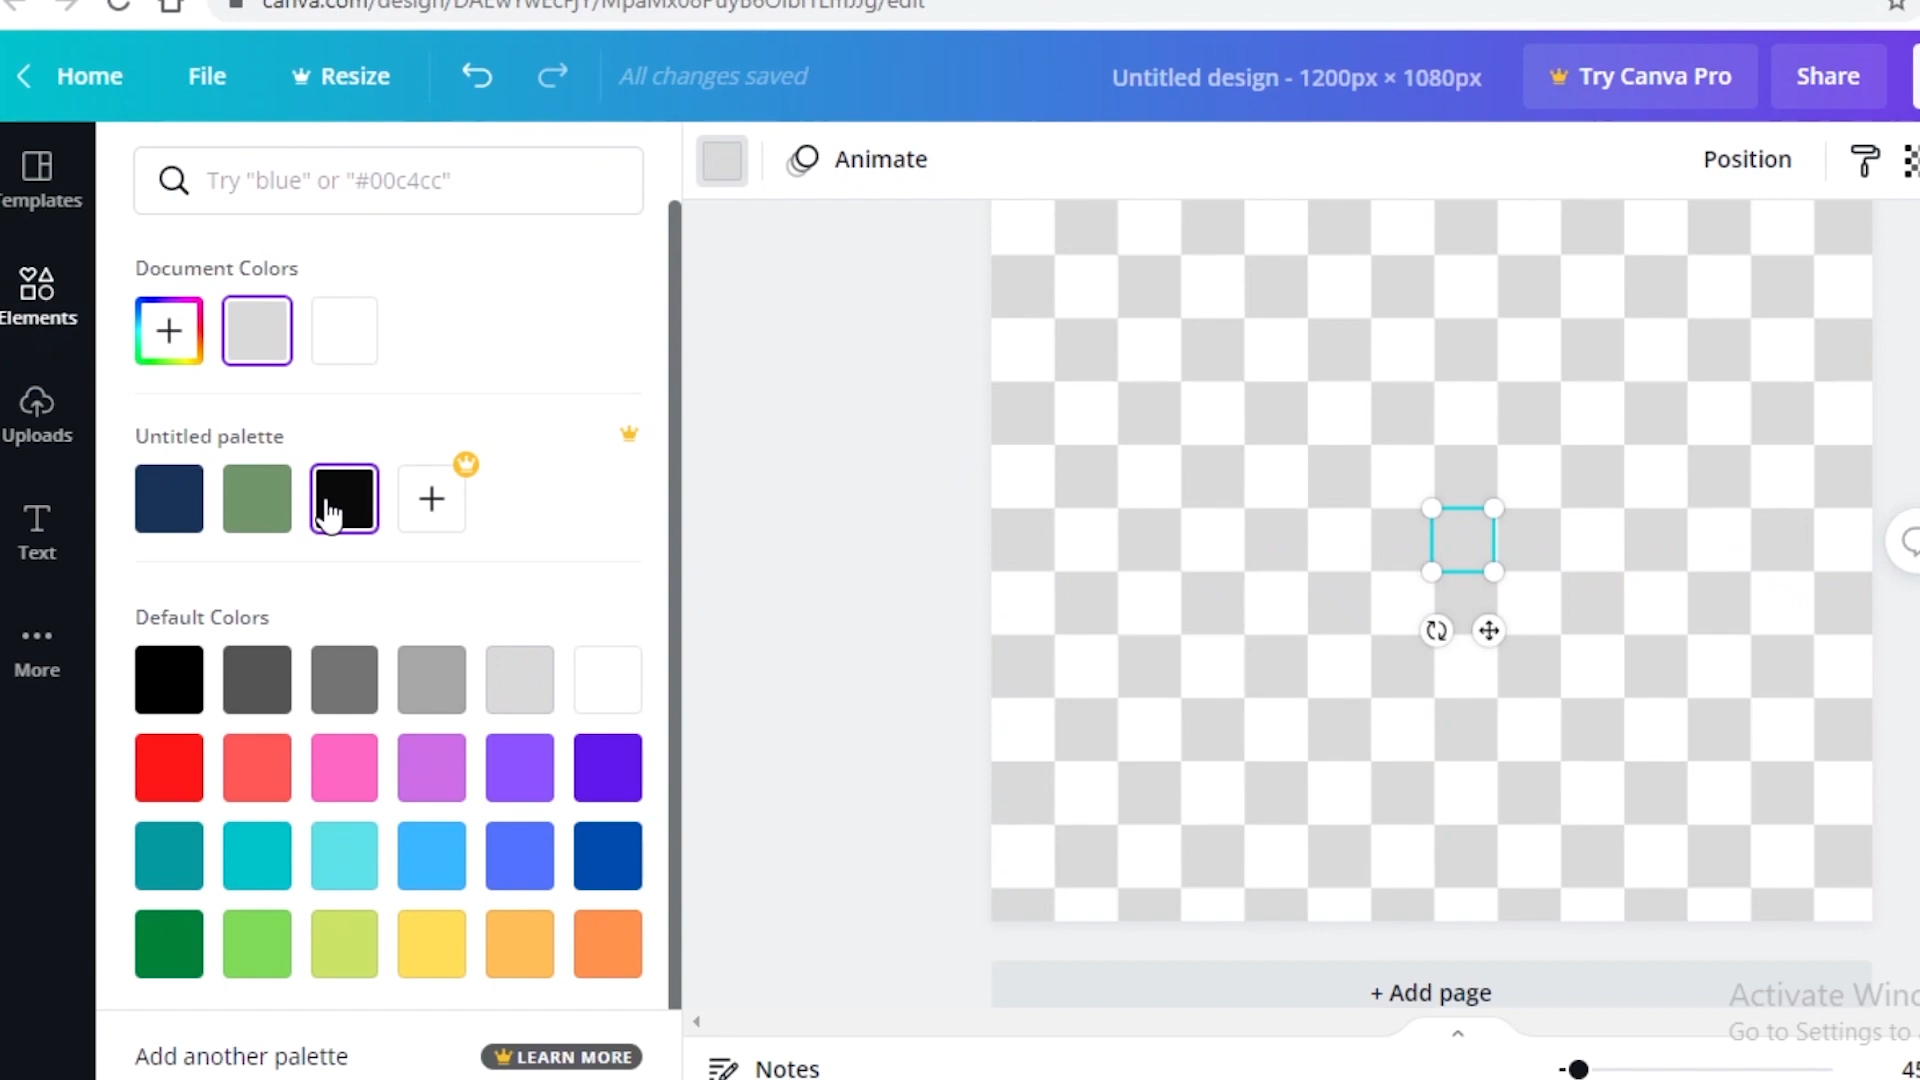 Home
File
Resize
All changes saved
Untitled design - 1200px × 1080px
Try Canva Pro
Share
Templates
Elements
Uploads
Text
More
Try "blue" or "#00c4cc"
Document Colors
Untitled palette
Default Colors
Add another palette
LEARN MORE
Animate
Position
+ Add page
Notes
Activate Winc
Go to Settings to
45